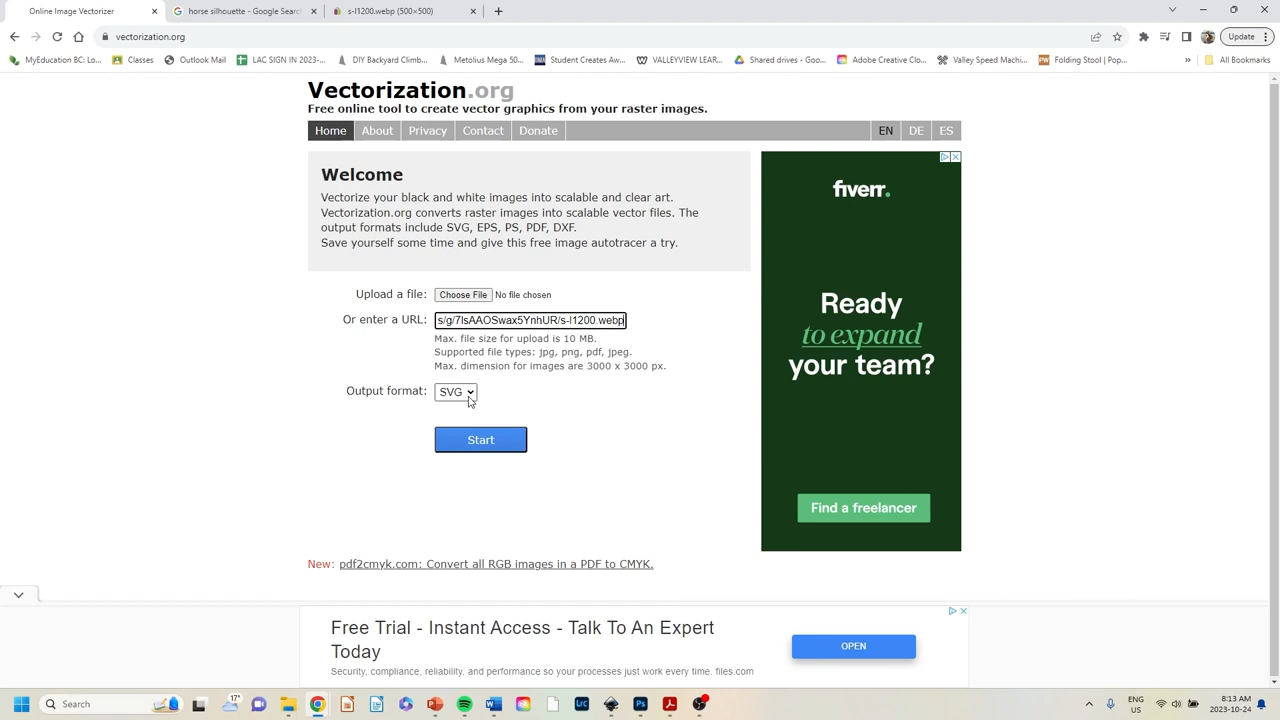 Online Image Vectorizer
horse silhouette - Google Search
s-l1200.webp (500×500)
vectorization.org
Update
MyEducation BC: Lo...
Classes
Outlook Mail
LAC SIGN IN 2023-...
DIY Backyard Climb...
Metolius Mega 50...
Student Creates Aw...
VALLEYVIEW LEAR...
Shared drives - Goo...
Adobe Creative Clo...
Valley Speed Machi...
Folding Stool | Pop...
»
All Bookmarks
Vectorization.org
Free online tool to create vector graphics from your raster images.
Home
About
Privacy
Contact
Donate
EN
DE
ES
Welcome
Vectorize your black and white images into scalable and clear art.
Vectorization.org converts raster images into scalable vector files. The
output formats include SVG, EPS, PS, PDF, DXF.
Save yourself some time and give this free image autotracer a try.
Upload a file: Choose File No file chosen
Or enter a URL: s/g/7lsAAOSwax5YnhUR/s-l1200.webp
Max. file size for upload is 10 MB.
Supported file types: jpg, png, pdf, jpeg.
Max. dimension for images are 3000 x 3000 px.
Output format: SVG
Start
fiverr.
Ready
to expand
your team?
Find a freelancer
New: pdf2cmyk.com: Convert all RGB images in a PDF to CMYK.
Free Trial - Instant Access - Talk To An Expert
Today
Security, compliance, reliability, and performance so your processes just work every time. files.com
OPEN
Search
17°
Lrc
Ps
ENG
US
8:13 AM
2023-10-24